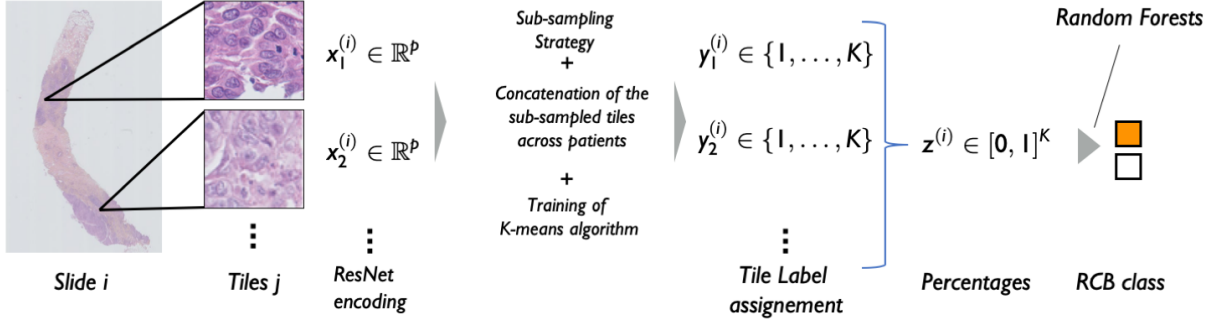 Random Forests
Sub-sampling
Strategy
+
Concatenation of the
sub-sampled tiles
across patients
+
Training of
K-means algorithm
x₁⁽ⁱ⁾ ∈ ℝᵖ
x₂⁽ⁱ⁾ ∈ ℝᵖ
y₁⁽ⁱ⁾ ∈ {1, . . . , K}
y₂⁽ⁱ⁾ ∈ {1, . . . , K}
z⁽ⁱ⁾ ∈ [0, 1]ᴷ
Slide i
Tiles j
ResNet
encoding
Tile Label
assignement
Percentages
RCB class